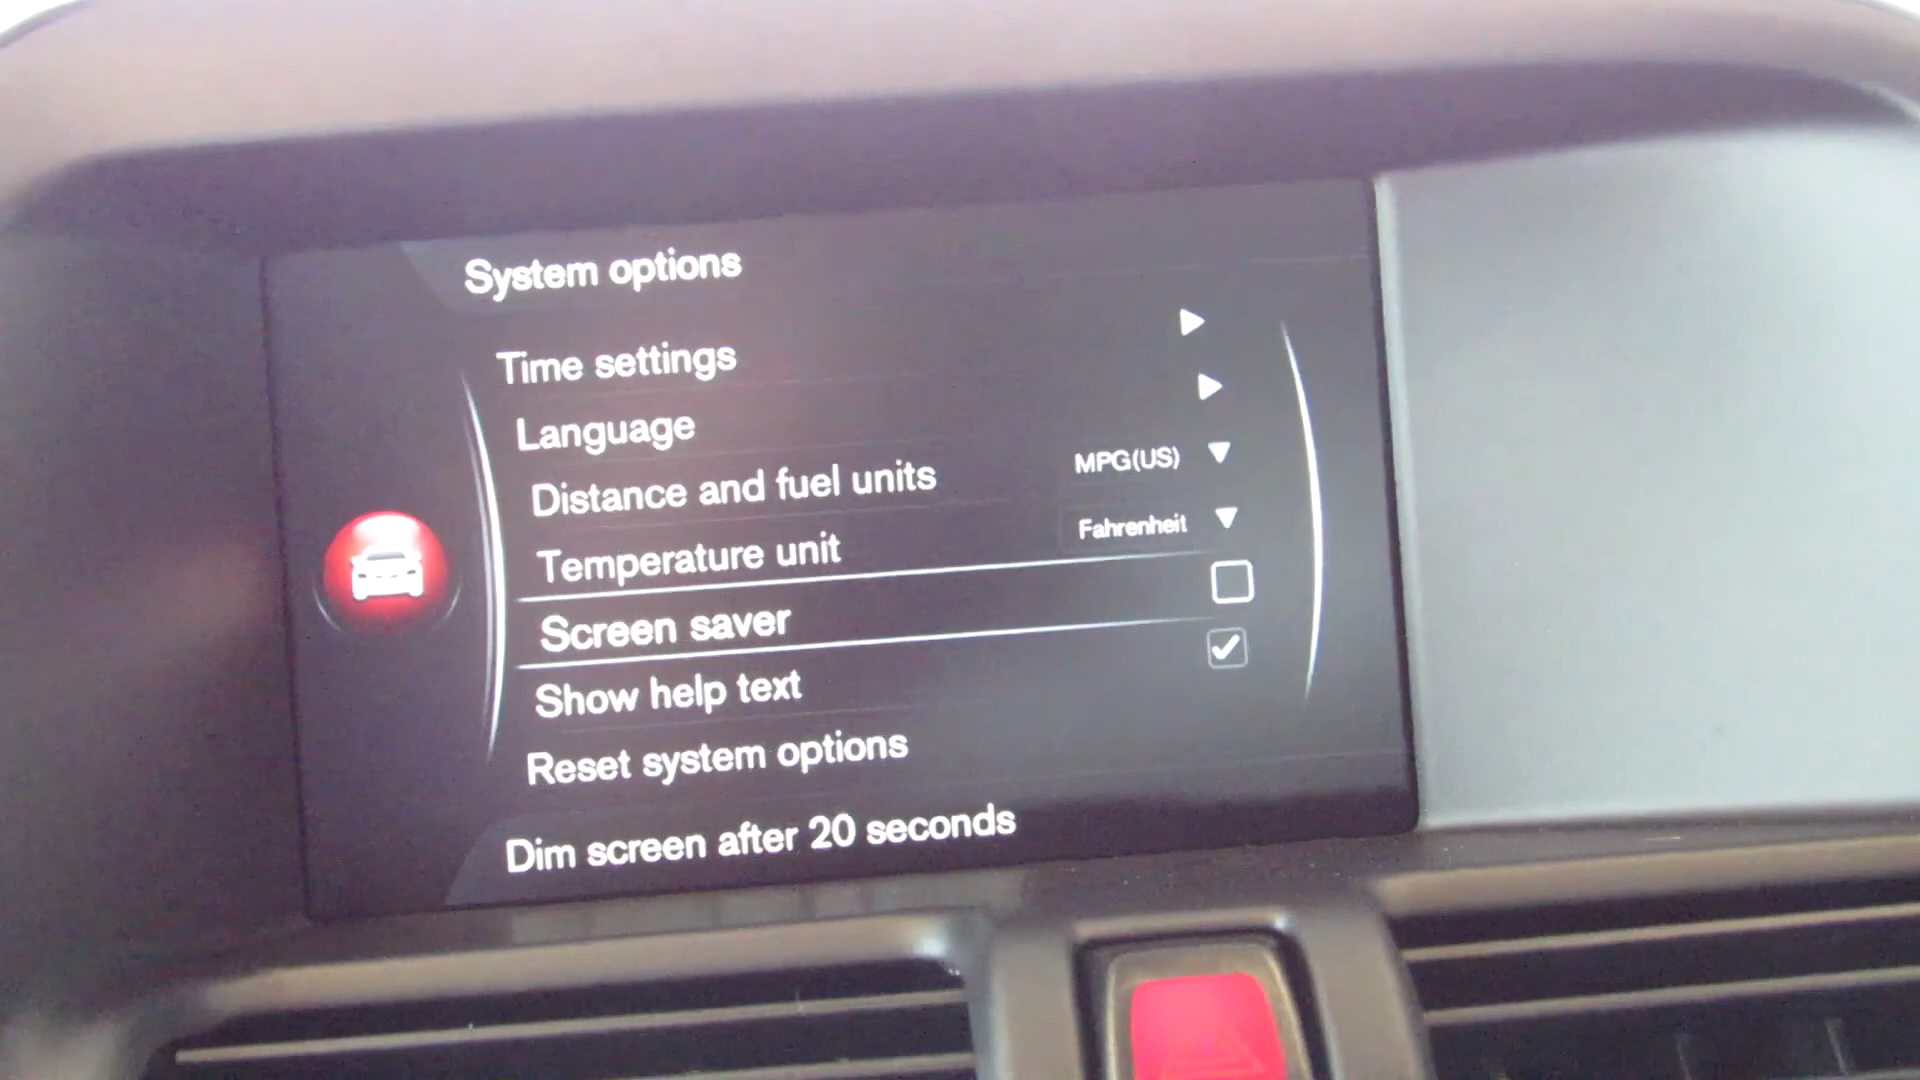 System options
Time settings
Language
Distance and fuel units MPG(US)
Temperature unit Fahrenheit
Screen saver
Show help text
Reset system options
Dim screen after 20 seconds